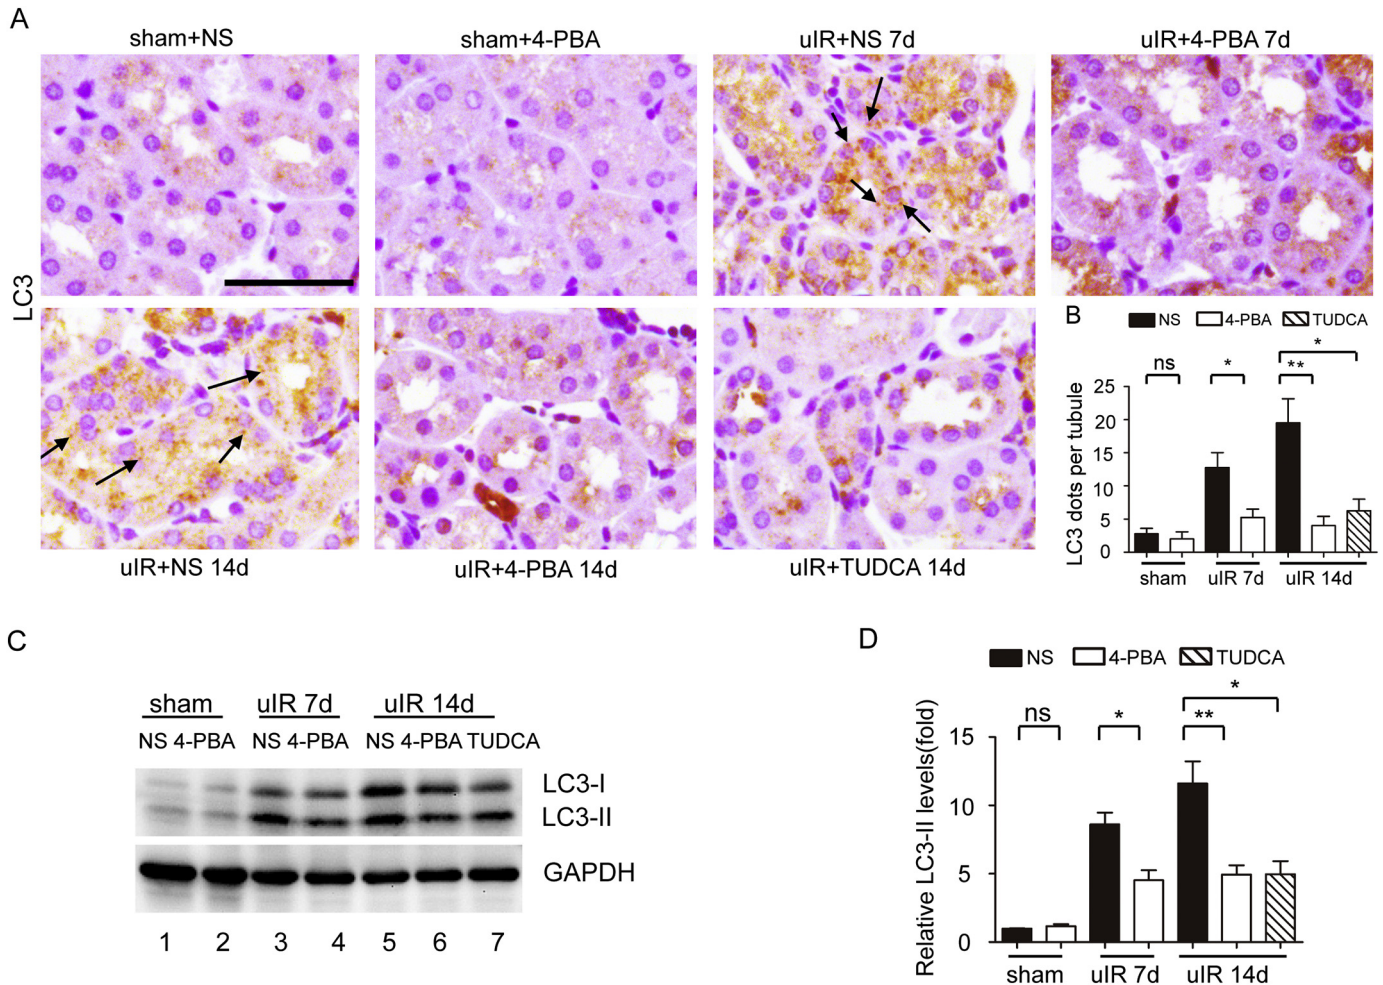 A
sham+NS
sham+4-PBA
uIR+NS 7d
uIR+4-PBA 7d
LC3
uIR+NS 14d
uIR+4-PBA 14d
uIR+TUDCA 14d
B
NS 4-PBA TUDCA
ns * ** *
LC3 dots per tubule
25
20
15
10
5
0
sham uIR 7d uIR 14d
C
sham uIR 7d uIR 14d
NS 4-PBA NS 4-PBA NS 4-PBA TUDCA
LC3-I
LC3-II
GAPDH
1 2 3 4 5 6 7
D
NS 4-PBA TUDCA
ns * ** *
Relative LC3-II levels(fold)
15
10
5
0
sham uIR 7d uIR 14d